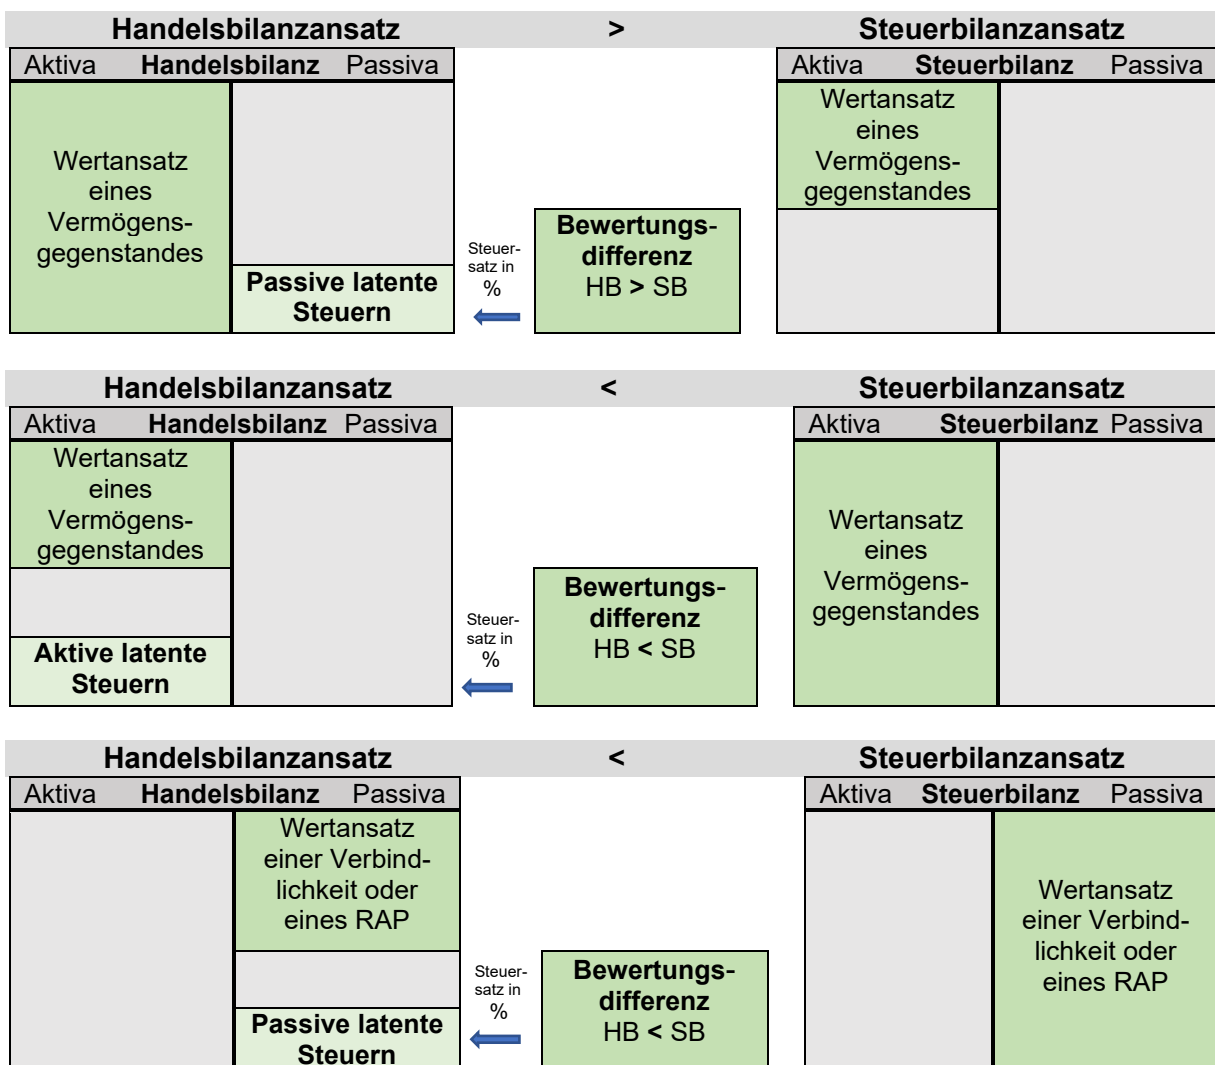 Handelsbilanzansatz > Steuerbilanzansatz
Aktiva Handelsbilanz Passiva
Aktiva Steuerbilanz Passiva
Wertansatz
eines
Vermögens-
gegenstandes
Passive latente
Steuern
Steuer-
satz in
%
Bewertungs-
differenz
HB > SB
Wertansatz
eines
Vermögens-
gegenstandes
Handelsbilanzansatz < Steuerbilanzansatz
Aktiva Handelsbilanz Passiva
Aktiva Steuerbilanz Passiva
Wertansatz
eines
Vermögens-
gegenstandes
Aktive latente
Steuern
Steuer-
satz in
%
Bewertungs-
differenz
HB < SB
Wertansatz
eines
Vermögens-
gegenstandes
Handelsbilanzansatz < Steuerbilanzansatz
Aktiva Handelsbilanz Passiva
Aktiva Steuerbilanz Passiva
Wertansatz
einer Verbind-
lichkeit oder
eines RAP
Passive latente
Steuern
Steuer-
satz in
%
Bewertungs-
differenz
HB < SB
Wertansatz
einer Verbind-
lichkeit oder
eines RAP